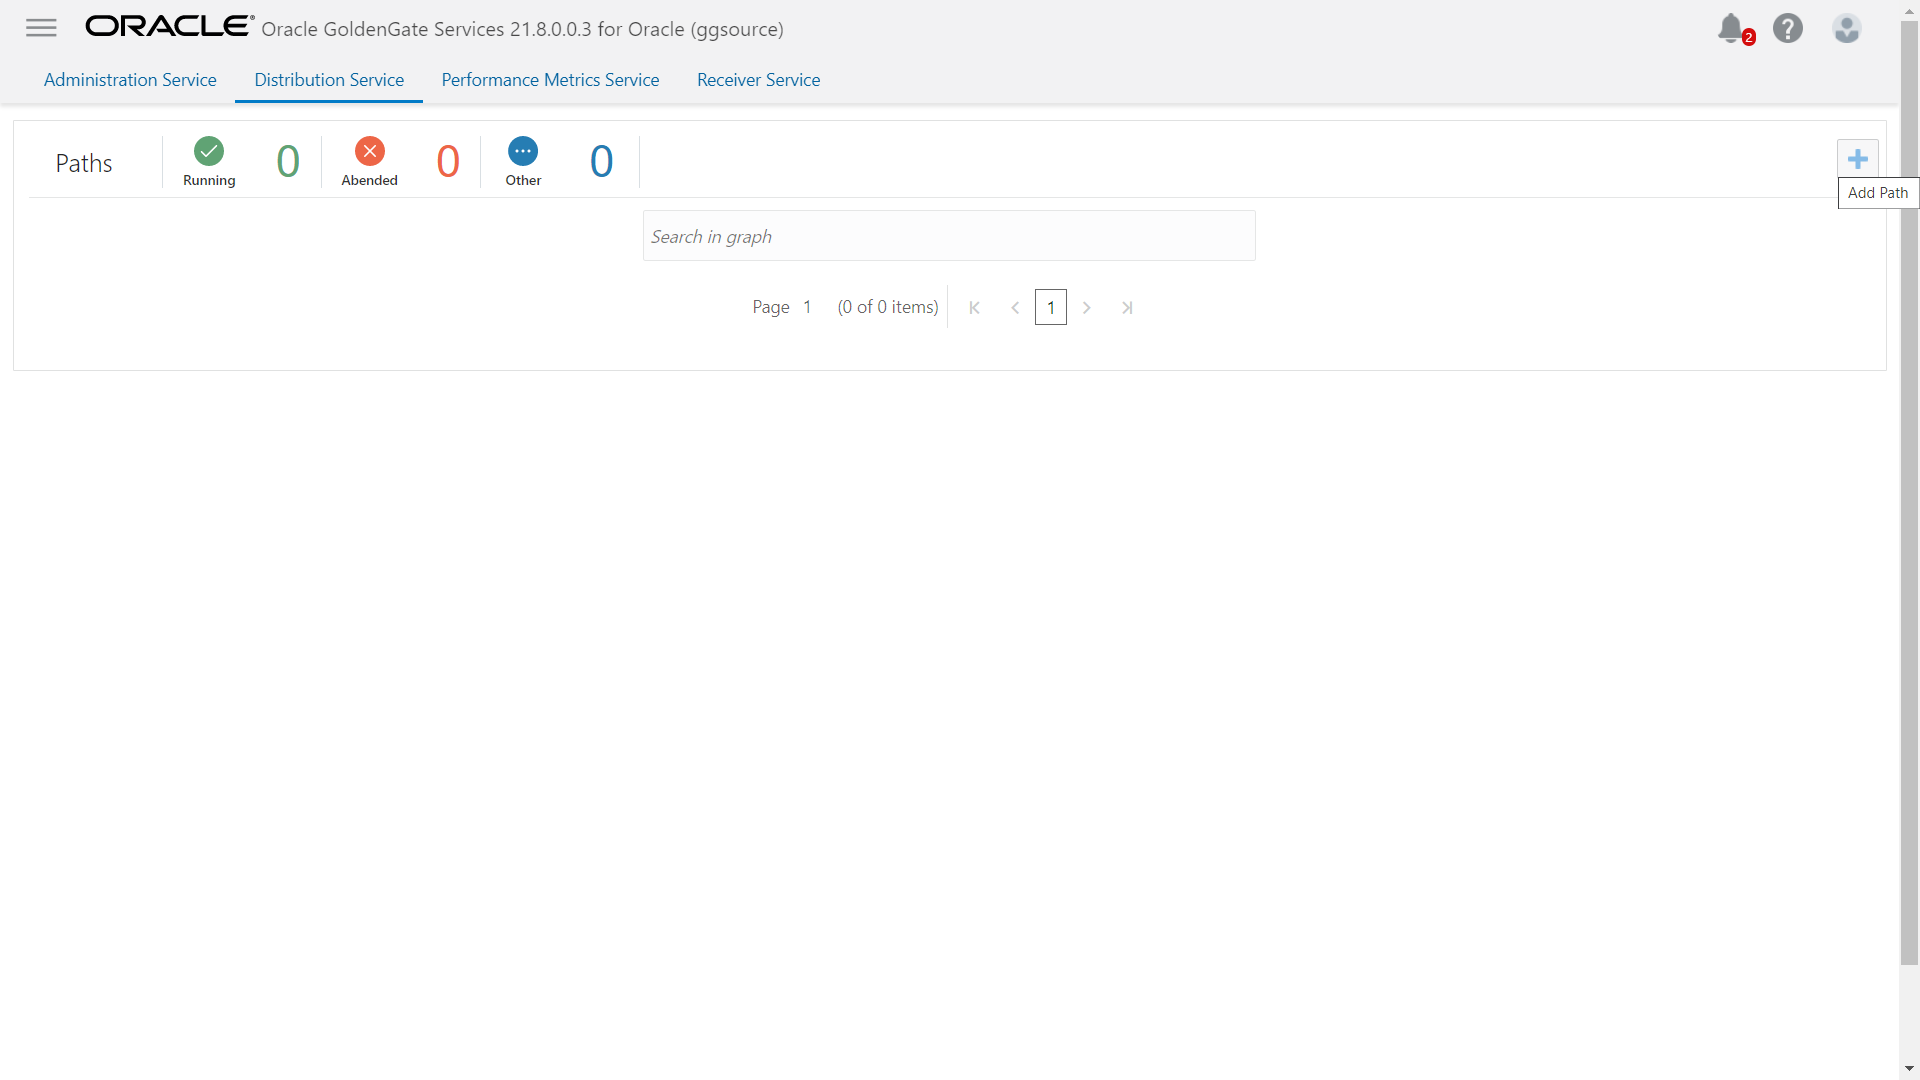 ORACLE® Oracle GoldenGate Services 21.8.0.0.3 for Oracle (ggsource)
2
?
Administration Service Distribution Service Performance Metrics Service Receiver Service
Paths Running 0 Abended 0 Other 0
Add Path
Search in graph
Page 1 (0 of 0 items) 1